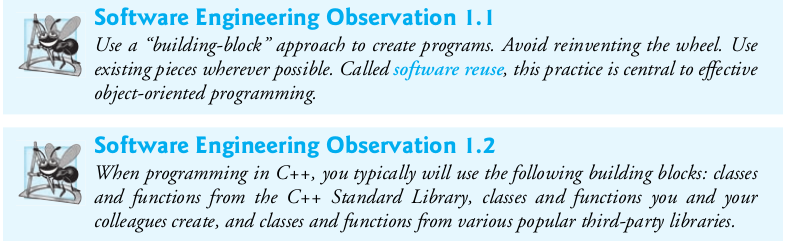 Software Engineering Observation 1.1
Use a “building-block” approach to create programs. Avoid reinventing the wheel. Use
existing pieces wherever possible. Called software reuse, this practice is central to effective
object-oriented programming.
Software Engineering Observation 1.2
When programming in C++, you typically will use the following building blocks: classes
and functions from the C++ Standard Library, classes and functions you and your
colleagues create, and classes and functions from various popular third-party libraries.